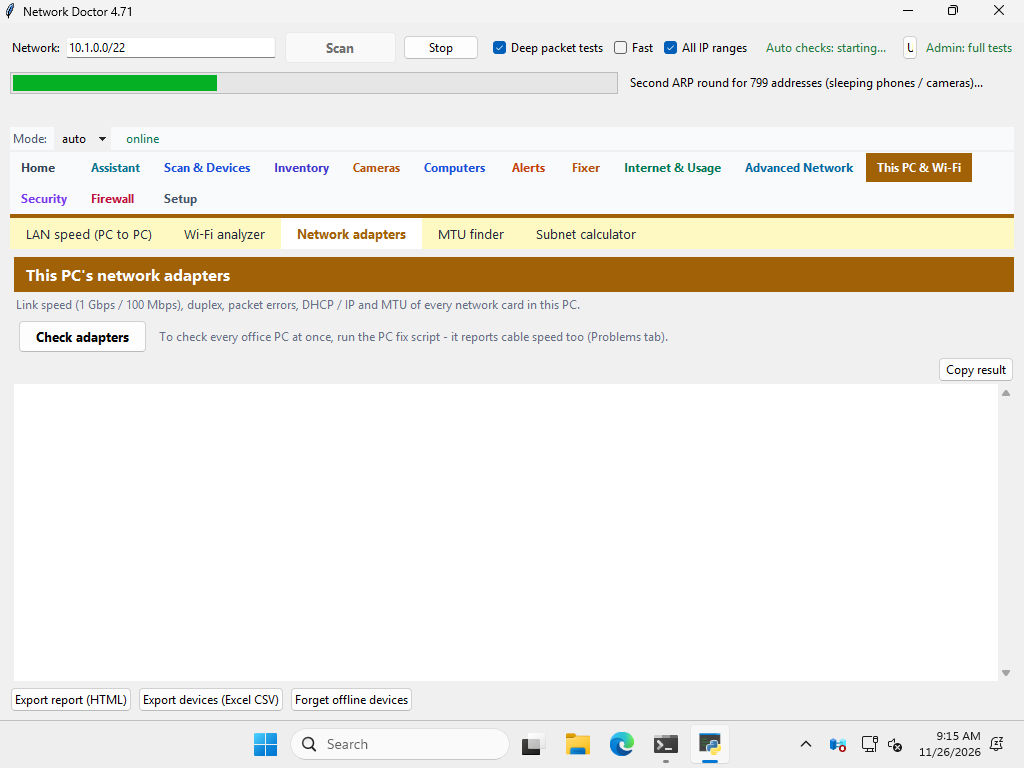 Network Doctor 4.71
Network: 10.1.0.0/22 Scan Stop Deep packet tests Fast All IP ranges Auto checks: starting... Admin: full tests
Second ARP round for 799 addresses (sleeping phones / cameras)...
Mode: auto online
Home Assistant Scan & Devices Inventory Cameras Computers Alerts Fixer Internet & Usage Advanced Network This PC & Wi-Fi
Security Firewall Setup
LAN speed (PC to PC) Wi-Fi analyzer Network adapters MTU finder Subnet calculator
This PC's network adapters
Link speed (1 Gbps / 100 Mbps), duplex, packet errors, DHCP / IP and MTU of every network card in this PC.
Check adapters To check every office PC at once, run the PC fix script - it reports cable speed too (Problems tab).
Copy result
Export report (HTML) Export devices (Excel CSV) Forget offline devices
Search
9:15 AM
11/26/2026